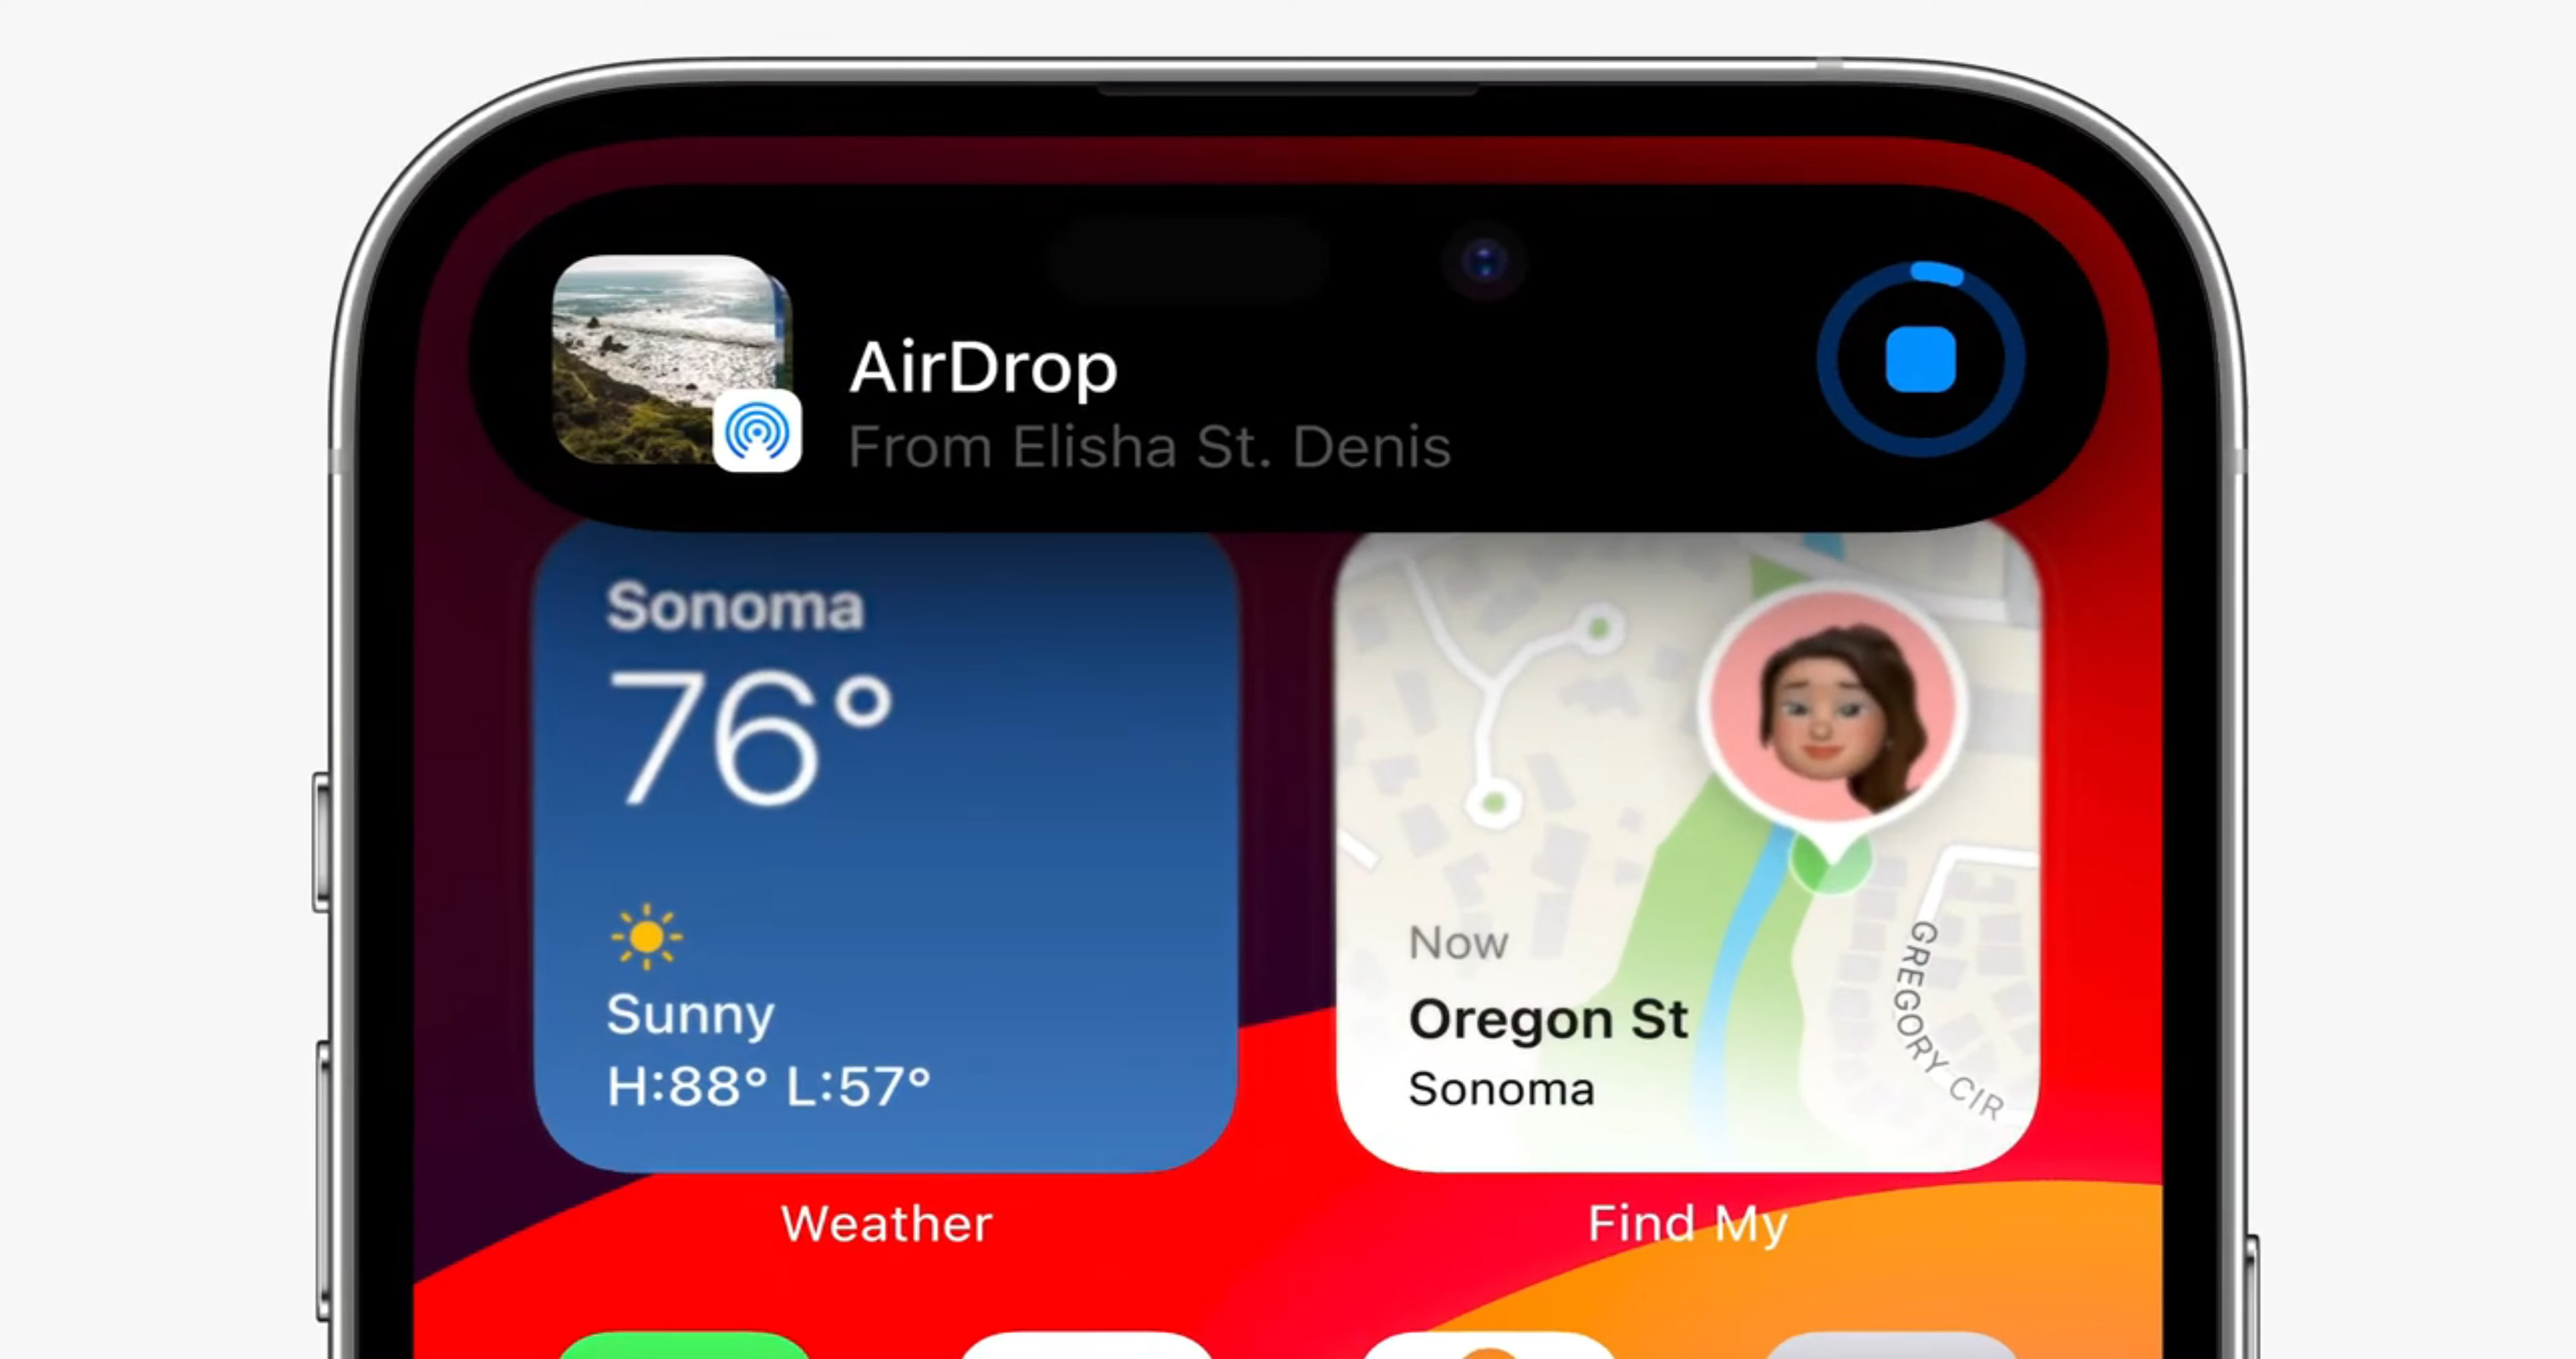 AirDrop
From Elisha St. Denis
Sonoma
76°
Sunny
H:88° L:57°
Weather
Now
Oregon St
Sonoma
GREGORY CIR
Find My